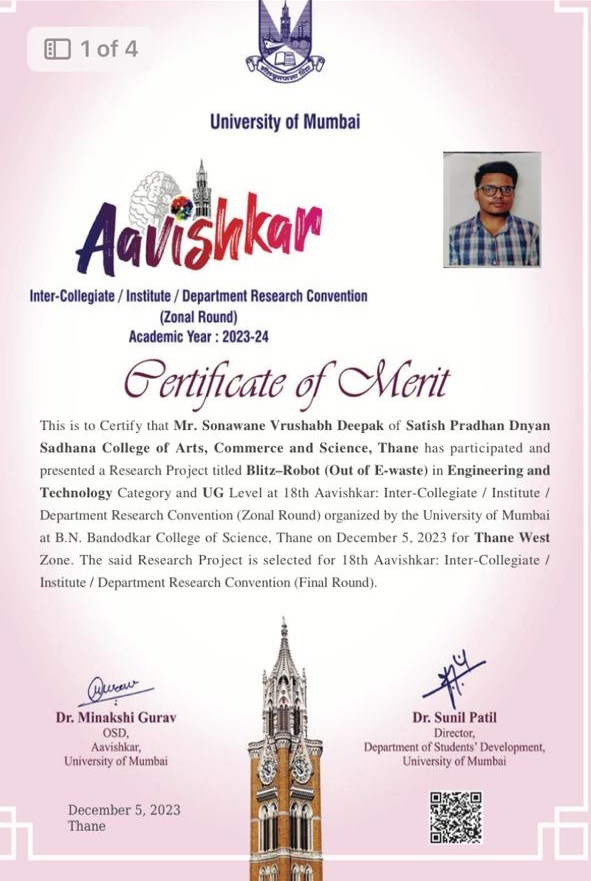 1 of 4
University of Mumbai
Aavishkar
Inter-Collegiate / Institute / Department Research Convention
(Zonal Round)
Academic Year : 2023-24
Certificate of Merit
This is to Certify that Mr. Sonawane Vrushabh Deepak of Satish Pradhan Dnyan
Sadhana College of Arts, Commerce and Science, Thane has participated and
presented a Research Project titled Blitz–Robot (Out of E-waste) in Engineering and
Technology Category and UG Level at 18th Aavishkar: Inter-Collegiate / Institute /
Department Research Convention (Zonal Round) organized by the University of Mumbai
at B.N. Bandodkar College of Science, Thane on December 5, 2023 for Thane West
Zone. The said Research Project is selected for 18th Aavishkar: Inter-Collegiate /
Institute / Department Research Convention (Final Round).
Dr. Minakshi Gurav
OSD,
Aavishkar,
University of Mumbai
Dr. Sunil Patil
Director,
Department of Students' Development,
University of Mumbai
December 5, 2023
Thane